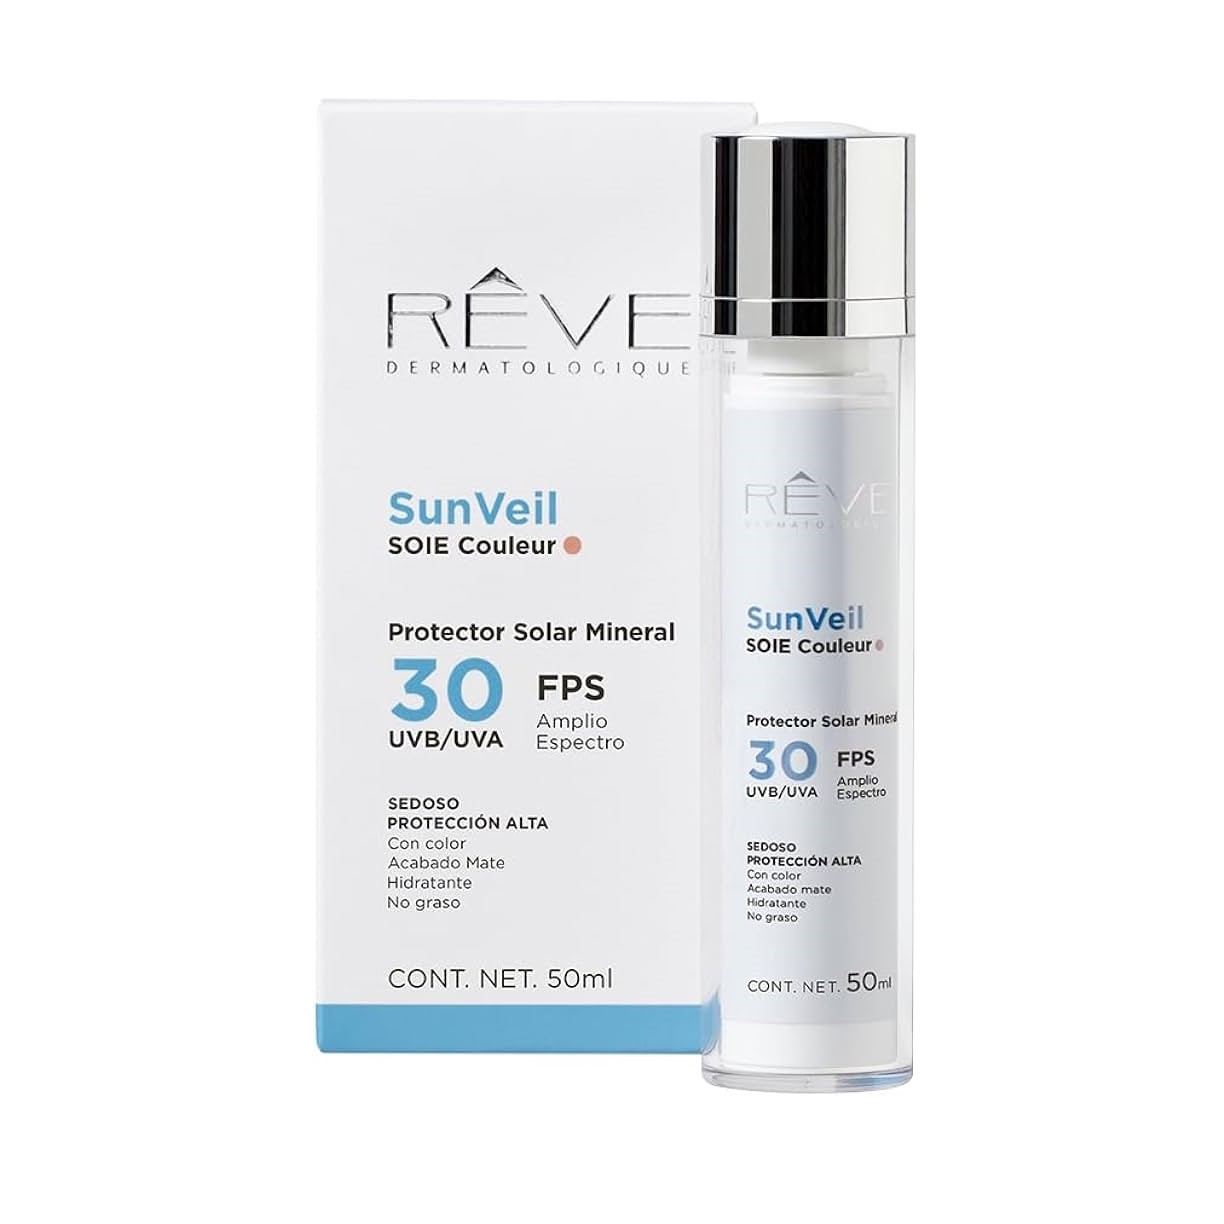 RÊVE
DERMATOLOGIQUE
SunVeil
SOIE Couleur
Protector Solar Mineral
30 FPS
UVB/UVA
Amplio
Espectro
SEDOSO
PROTECCIÓN ALTA
Con color
Acabado Mate
Hidratante
No graso
CONT. NET. 50ml
RÊVE
DERMATOLOGIQUE
SunVeil
SOIE Couleur
Protector Solar Mineral
30 FPS
UVB/UVA
Amplio
Espectro
SEDOSO
PROTECCIÓN ALTA
Con color
Acabado mate
Hidratante
No graso
CONT. NET. 50ml